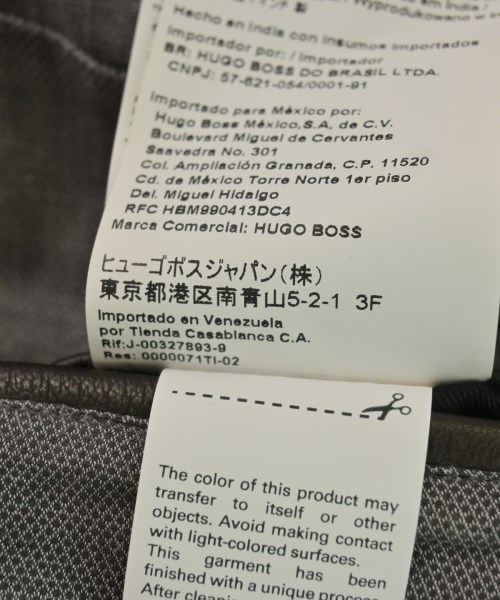 インド 製
Hecho en India con insumos importados
Importador por: / Importador
BR: HUGO BOSS DO BRASIL LTDA.
CNPJ: 57-621-054/0001-91
Importado para México por:
Hugo Boss México,S.A, de C.V.
Boulevard Miguel de Cervantes
Saavedra No. 301
Col. Ampliación Granada, C.P. 11520
Cd. de México Torre Norte 1er piso
Del. Miguel Hidalgo
RFC HBM990413DC4
Marca Comercial: HUGO BOSS
ヒューゴボスジャパン(株)
東京都港区南青山5-2-1 3F
Importado en Venezuela
por Tienda Casablanca C.A.
Rif:J-00327893-9
Res: 0000071TI-02
The color of this product may
transfer to itself or other
objects. Avoid making contact
with light-colored surfaces.
This garment has been
finished with a unique process
After